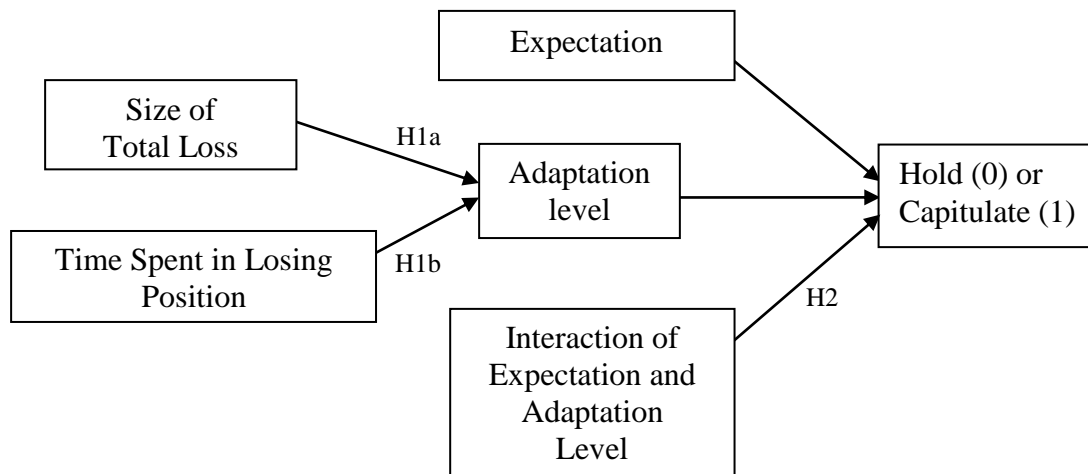 Expectation
Size of
Total Loss
H1a
Adaptation
level
Hold (0) or
Capitulate (1)
Time Spent in Losing
Position
H1b
H2
Interaction of
Expectation and
Adaptation
Level